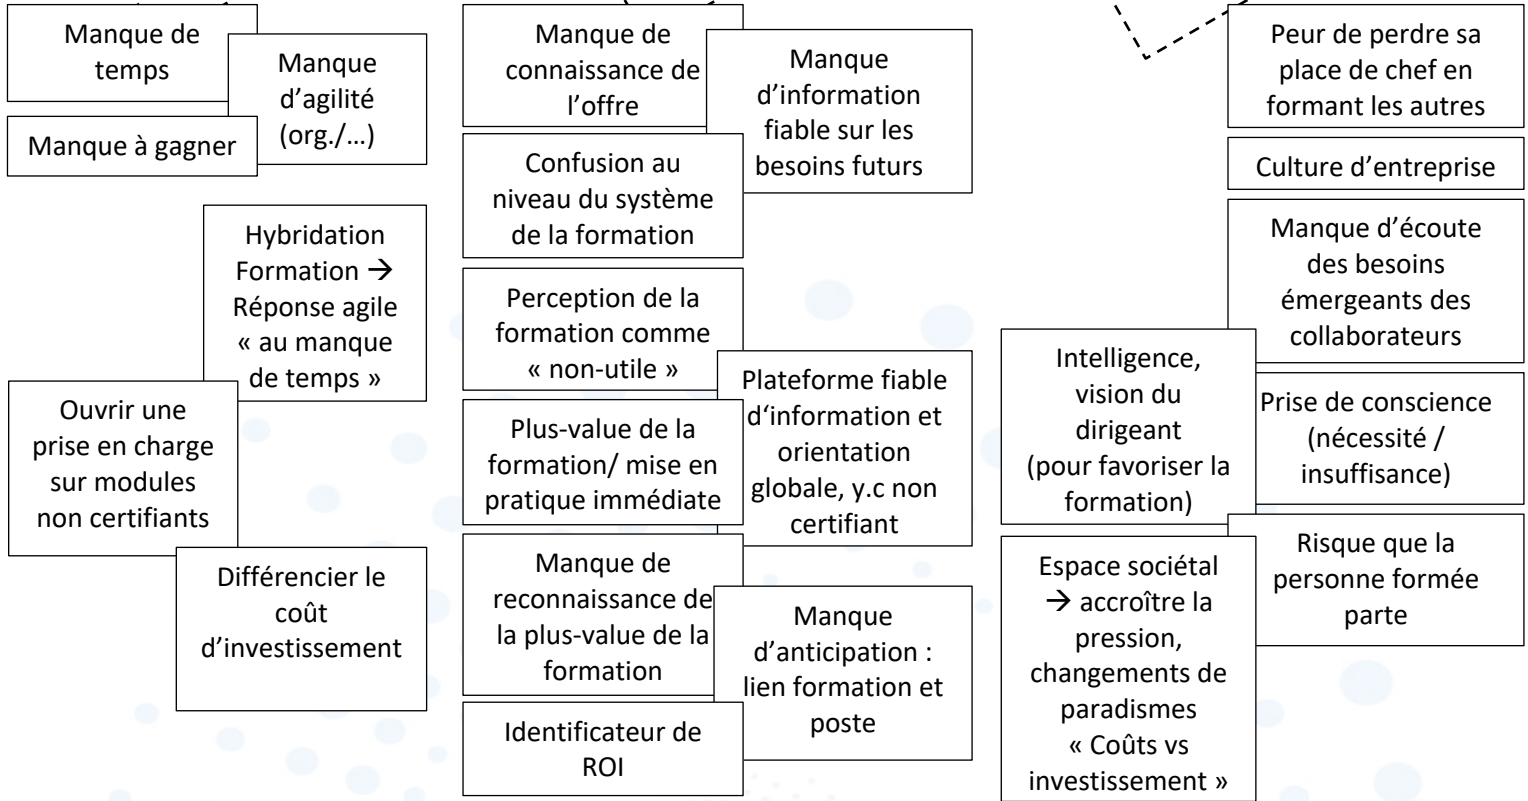 Manque de
temps
Manque
d’agilité
(org./…)
Manque à gagner
Hybridation
Formation →
Réponse agile
« au manque
de temps »
Ouvrir une
prise en charge
sur modules
non certifiants
Différencier le
coût
d’investissement
Manque de
connaissance de
l’offre
Manque
d’information
fiable sur les
besoins futurs
Confusion au
niveau du système
de la formation
Perception de la
formation comme
« non-utile »
Plateforme fiable
d‘information et
orientation
globale, y.c non
certifiant
Plus-value de la
formation/ mise en
pratique immédiate
Manque de
reconnaissance de
la plus-value de la
formation
Manque
d’anticipation :
lien formation et
poste
Identificateur de
ROI
Peur de perdre sa
place de chef en
formant les autres
Culture d’entreprise
Manque d’écoute
des besoins
émergeants des
collaborateurs
Intelligence,
vision du
dirigeant
(pour favoriser la
formation)
Prise de conscience
(nécessité /
insuffisance)
Risque que la
personne formée
parte
Espace sociétal
→ accroître la
pression,
changements de
paradismes
« Coûts vs
investissement »